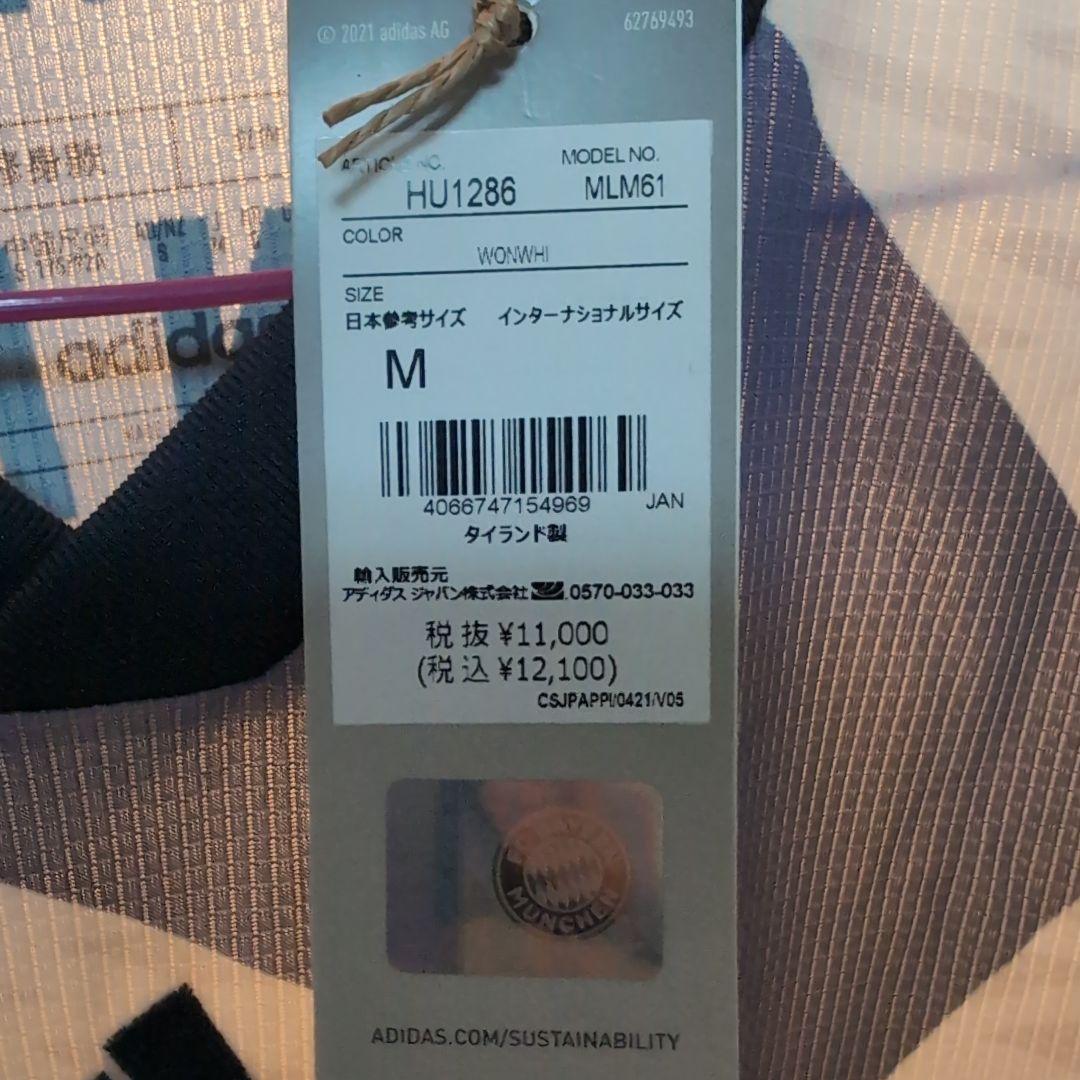 © 2021 adidas AG
62769493
ARTICLE NO.
MODEL NO.
HU1286
MLM61
COLOR
WONWHI
SIZE
日本参考サイズ インターナショナルサイズ
M
4066747154969
JAN
タイランド製
輸入販売元
アディダス ジャパン株式会社 0570-033-033
税抜 ¥11,000
(税込 ¥12,100)
CSJPAPPI/0421/V05
MÜNCHEN
ADIDAS.COM/SUSTAINABILITY
adidas